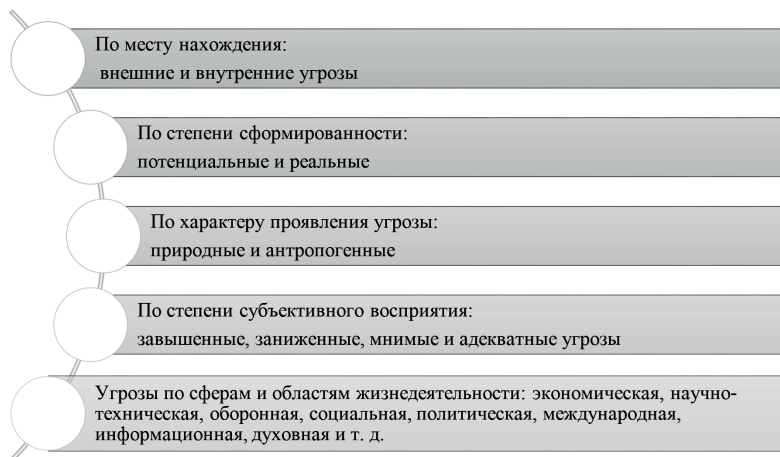 По месту нахождения:
внешние и внутренние угрозы
По степени сформированности:
потенциальные и реальные
По характеру проявления угрозы:
природные и антропогенные
По степени субъективного восприятия:
завышенные, заниженные, мнимые и адекватные угрозы
Угрозы по сферам и областям жизнедеятельности: экономическая, научно-
техническая, оборонная, социальная, политическая, международная,
информационная, духовная и т. д.